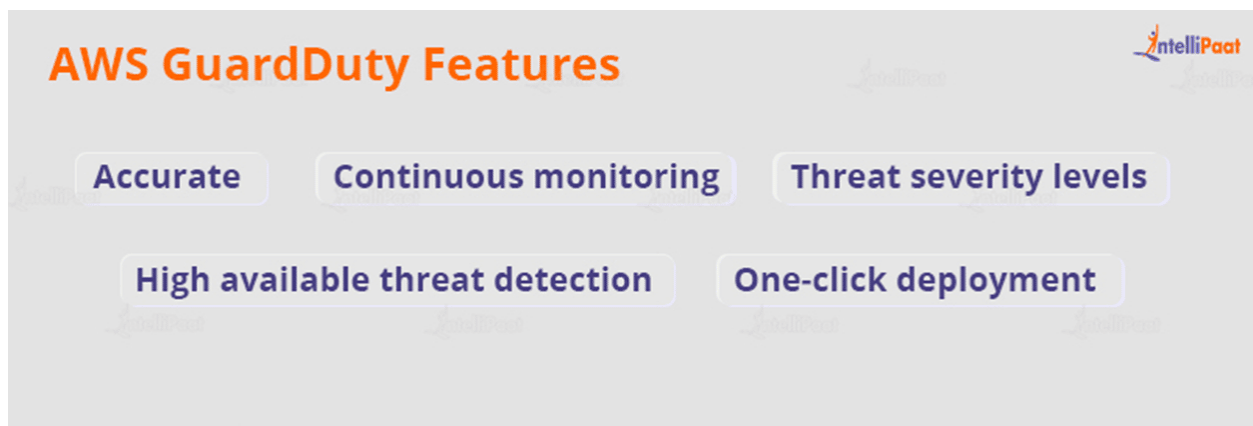 AWS GuardDuty Features
IntelliPaat
Accurate
Continuous monitoring
Threat severity levels
High available threat detection
One-click deployment